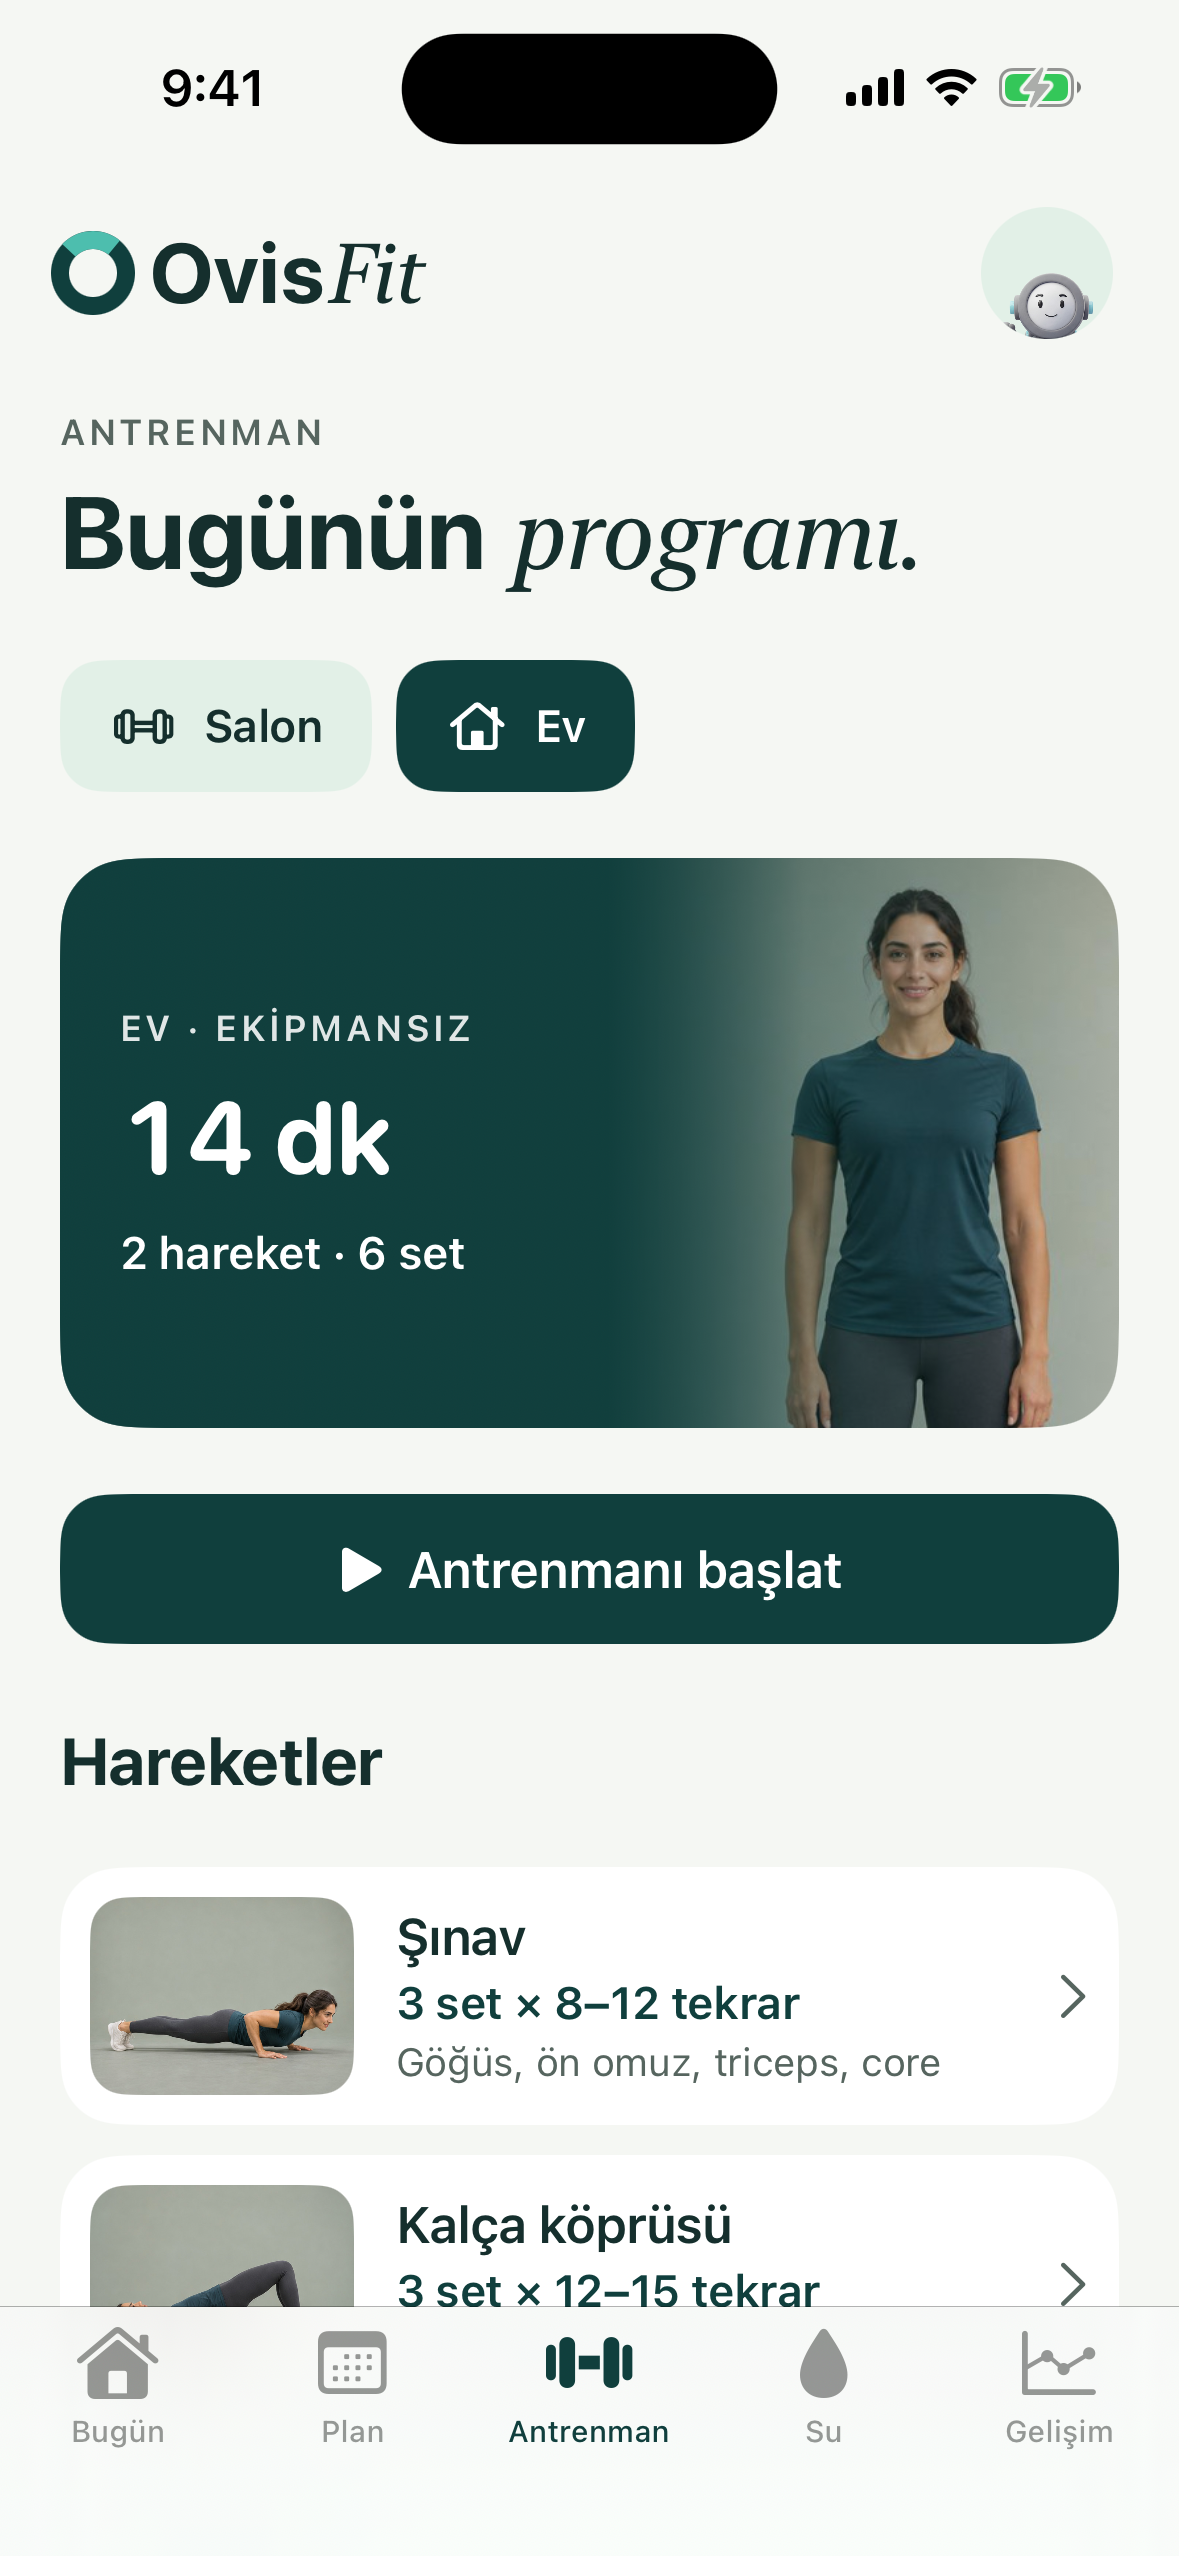 9:41
OvisFit
ANTRENMAN
Bugünün programı.
Salon
Ev
EV · EKİPMANSIZ
14 dk
2 hareket · 6 set
Antrenmanı başlat
Hareketler
Şınav
3 set × 8–12 tekrar
Göğüs, ön omuz, triceps, core
Kalça köprüsü
3 set × 12–15 tekrar
Bugün
Plan
Antrenman
Su
Gelişim